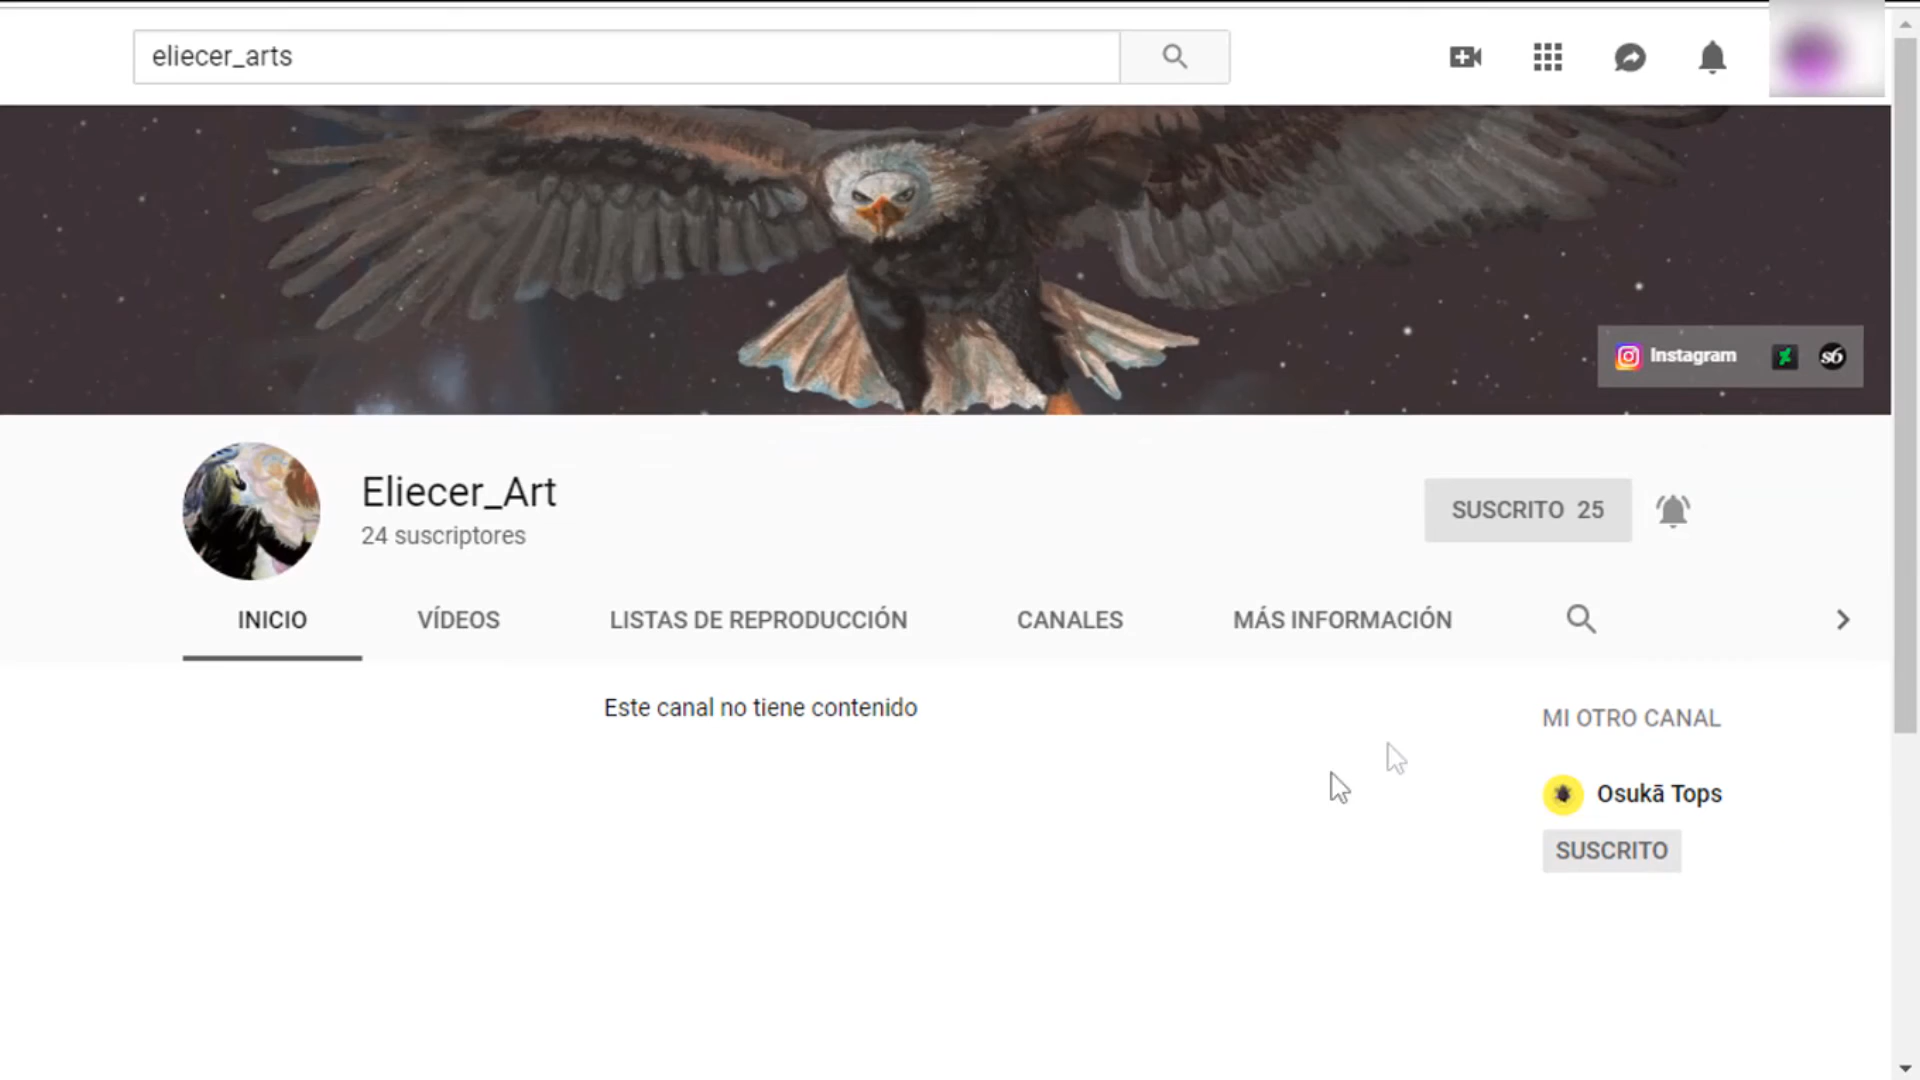 eliecer_arts
Instagram
s6
Eliecer_Art
24 suscriptores
SUSCRITO 25
INICIO VÍDEOS LISTAS DE REPRODUCCIÓN CANALES MÁS INFORMACIÓN
Este canal no tiene contenido
MI OTRO CANAL
Osukā Tops
SUSCRITO